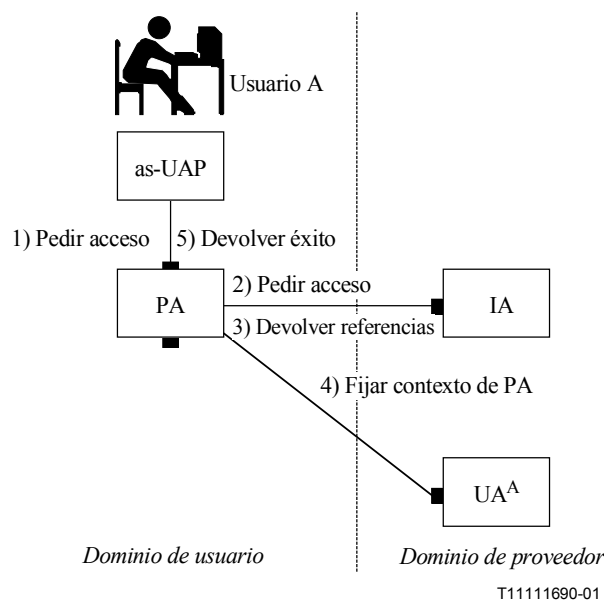 Usuario A
as-UAP
1) Pedir acceso 5) Devolver éxito
2) Pedir acceso
PA
IA
3) Devolver referencias
4) Fijar contexto de PA
UA^A
Dominio de usuario Dominio de proveedor
T11111690-01